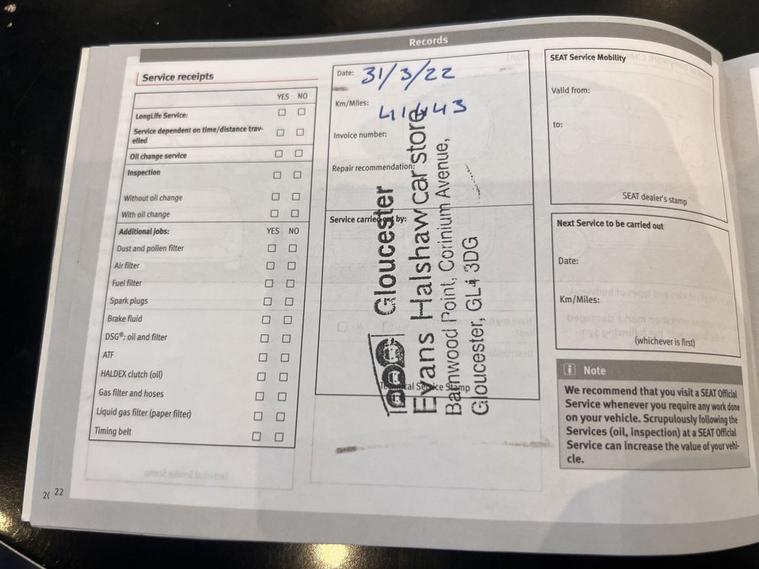 Records
Service receipts
YES NO
LongLife Service:
Service dependent on time/distance trav-
elled
Oil change service
Inspection
Without oil change
With oil change
Additional jobs: YES NO
Dust and pollen filter
Air filter
Fuel filter
Spark plugs
Brake fluid
DSG®: oil and filter
ATF
HALDEX clutch (oil)
Gas filter and hoses
Liquid gas filter (paper filter)
Timing belt
22
Date: 31/3/22
Km/Miles: 41443
Invoice number:
Repair recommendation:
Service carried out by:
Gloucester
Evans Halshaw car store
Barnwood Point, Corinium Avenue,
Gloucester, GL4 3DG
Service Stamp
SEAT Service Mobility
Valid from:
to:
SEAT dealer's stamp
Next Service to be carried out
Date:
Km/Miles:
(whichever is first)
i Note
We recommend that you visit a SEAT Official
Service whenever you require any work done
on your vehicle. Scrupulously following the
Services (oil, inspection) at a SEAT Official
Service can increase the value of your vehi-
cle.